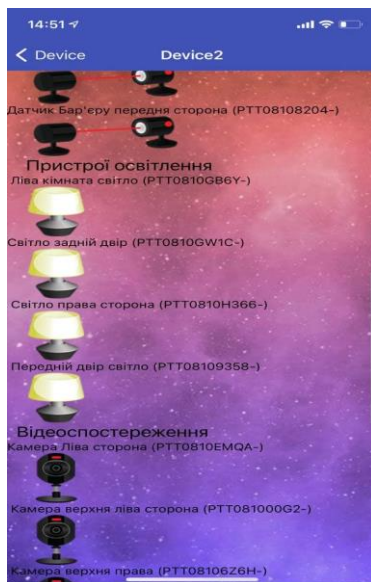 14:51
Device
Device2
Датчик Бар'єру передня сторона (PTT08108204-)
Пристрої освітлення
Ліва кімната світло (PTT0810GB6Y-)
Світло задній двір (PTT0810GW1C-)
Світло права сторона (PTT0810H366-)
Передній двір світло (PTT08109358-)
Відеоспостереження
Камера Ліва сторона (PTT0810EMQA-)
Камера верхня ліва сторона (PTT081000G2-)
Камера верхня права (PTT08106Z6H-)